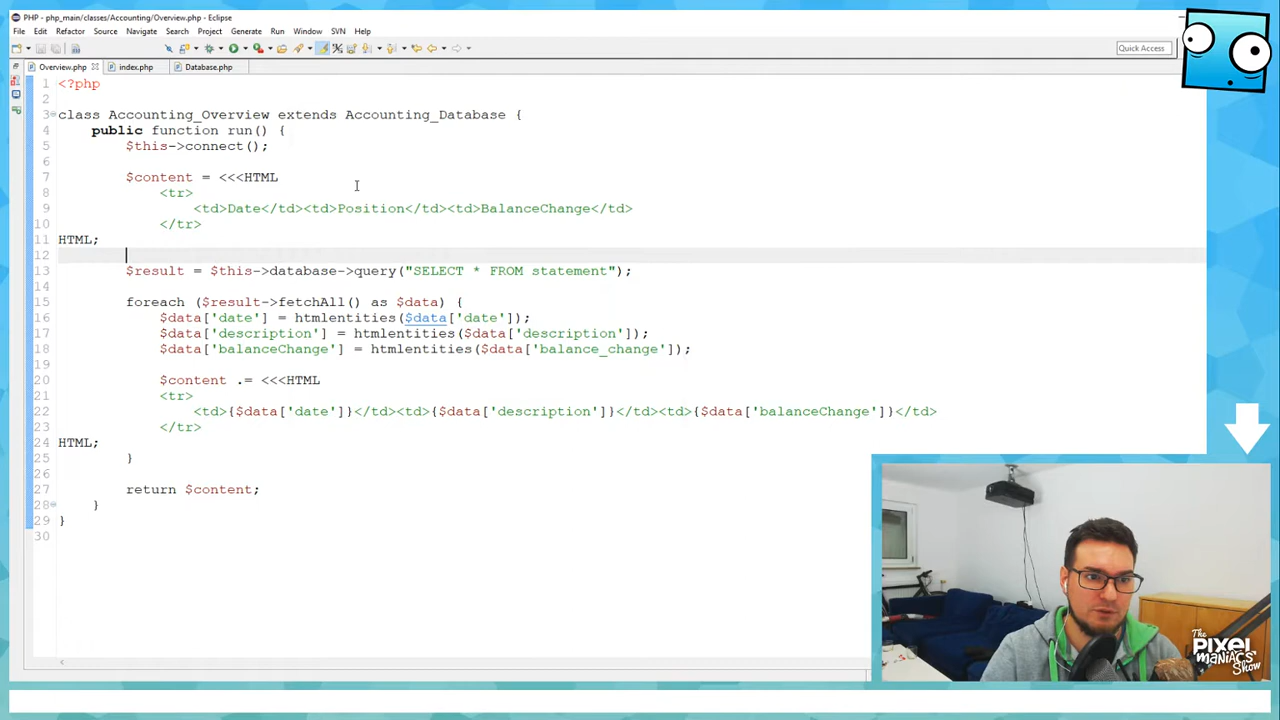 PHP - php_main/classes/Accounting/Overview.php - Eclipse
File Edit Refactor Source Navigate Search Project Generate Run Window SVN Help
Quick Access
Overview.php index.php Database.php
1 <?php
2
3 class Accounting_Overview extends Accounting_Database {
4 public function run() {
5 $this->connect();
6
7 $content = <<<HTML
8 <tr>
9 <td>Date</td><td>Position</td><td>BalanceChange</td>
10 </tr>
11 HTML;
12
13 $result = $this->database->query("SELECT * FROM statement");
14
15 foreach ($result->fetchAll() as $data) {
16 $data['date'] = htmlentities($data['date']);
17 $data['description'] = htmlentities($data['description']);
18 $data['balanceChange'] = htmlentities($data['balance_change']);
19
20 $content .= <<<HTML
21 <tr>
22 <td>{$data['date']}</td><td>{$data['description']}</td><td>{$data['balanceChange']}</td>
23 </tr>
24 HTML;
25 }
26
27 return $content;
28 }
29 }
30
The
PIXEL
MANIACS
Show